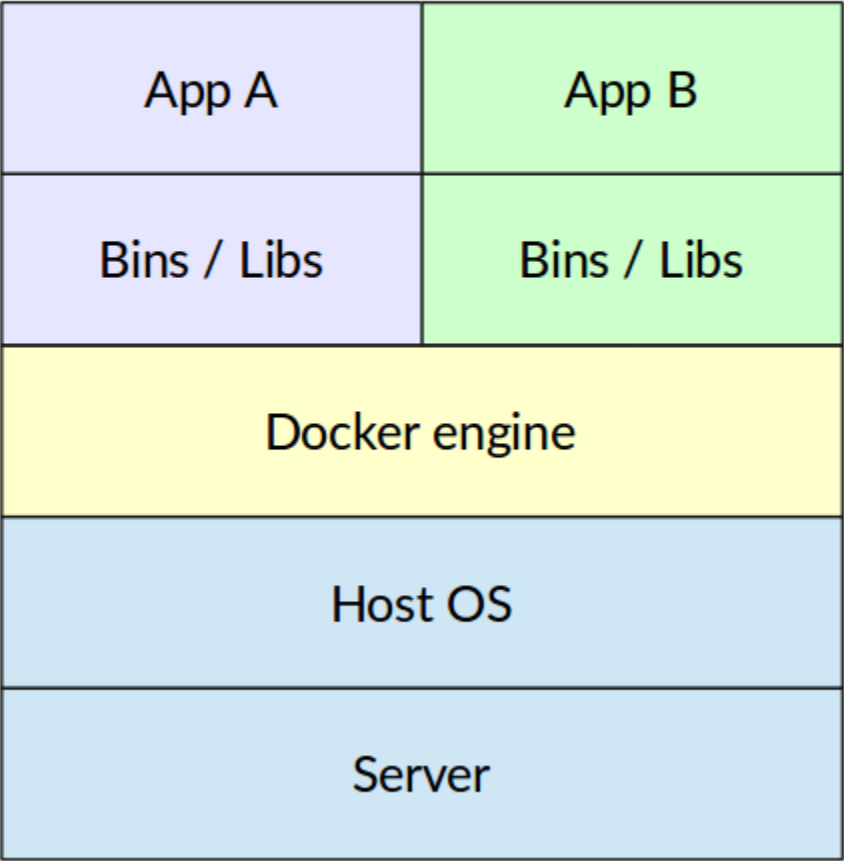 App A
App B
Bins / Libs
Bins / Libs
Docker engine
Host OS
Server